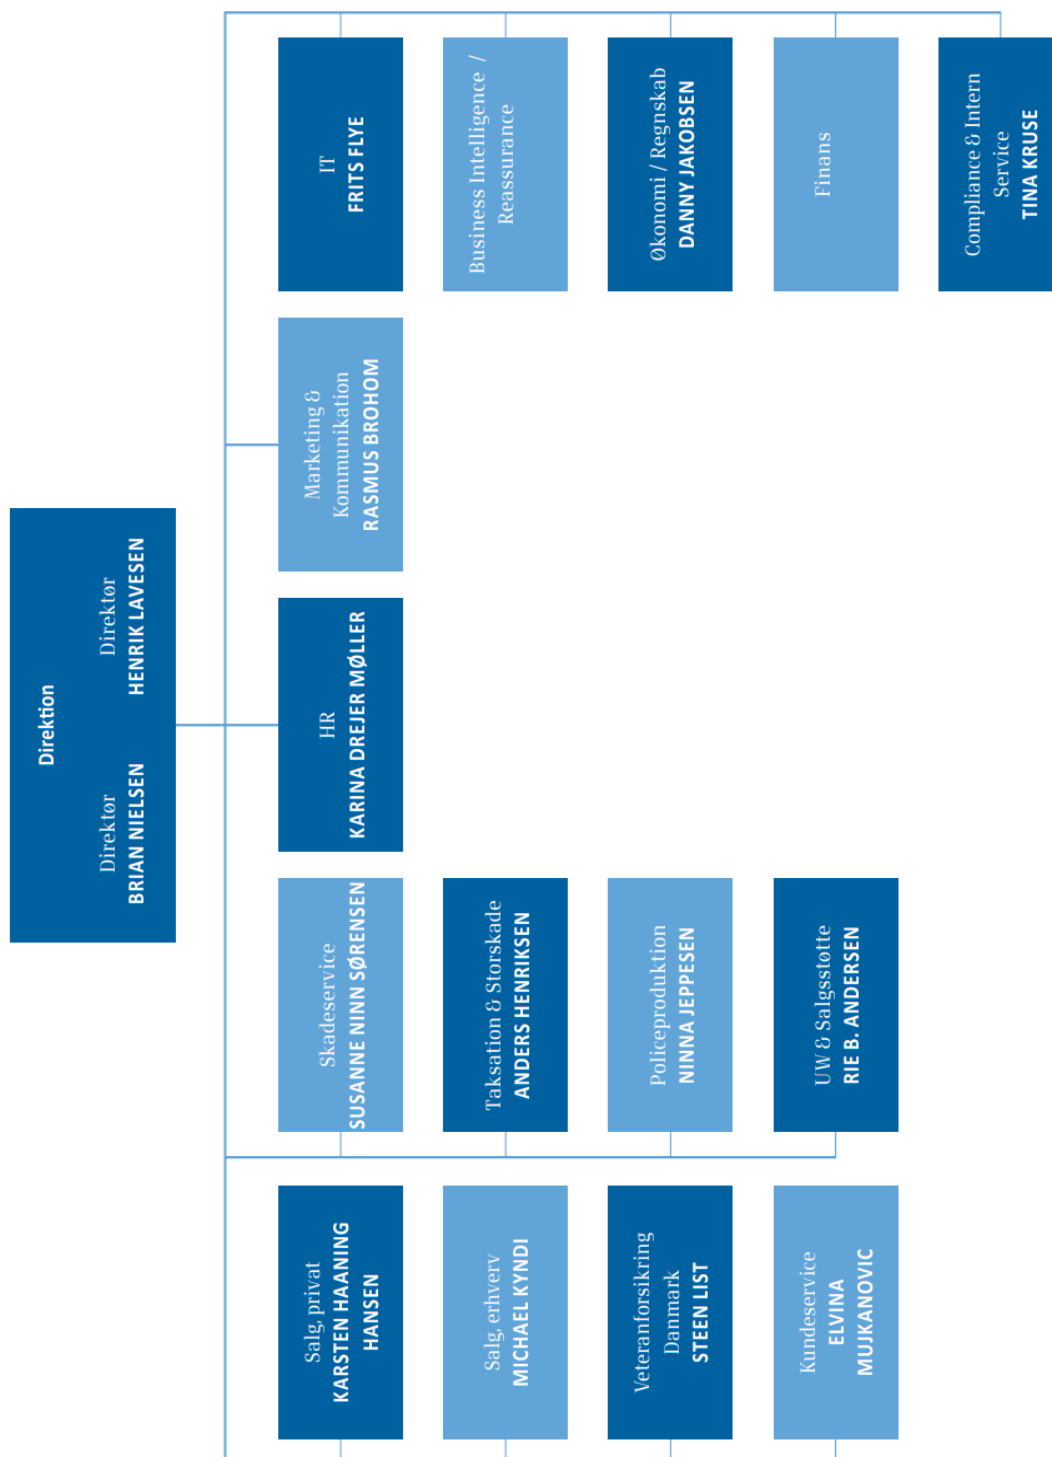 Direktion
Direktør
BRIAN NIELSEN
Direktør
HENRIK LAVESEN
Salg, privat
KARSTEN HAANING
HANSEN
Salg, erhverv
MICHAEL KYNDI
Veteranforsikring
Danmark
STEEN LIST
Kundeservice
ELVINA
MUJKANOVIC
Skadeservice
SUSANNE NINN SØRENSEN
Taksation & Storskade
ANDERS HENRIKSEN
Policeproduktion
NINNA JEPPESEN
UW & Salgsstøtte
RIE B. ANDERSEN
HR
KARINA DREJER MØLLER
Marketing &
Kommunikation
RASMUS BROHOM
IT
FRITS FLYE
Business Intelligence /
Reassurance
Økonomi / Regnskab
DANNY JAKOBSEN
Finans
Compliance & Intern
Service
TINA KRUSE